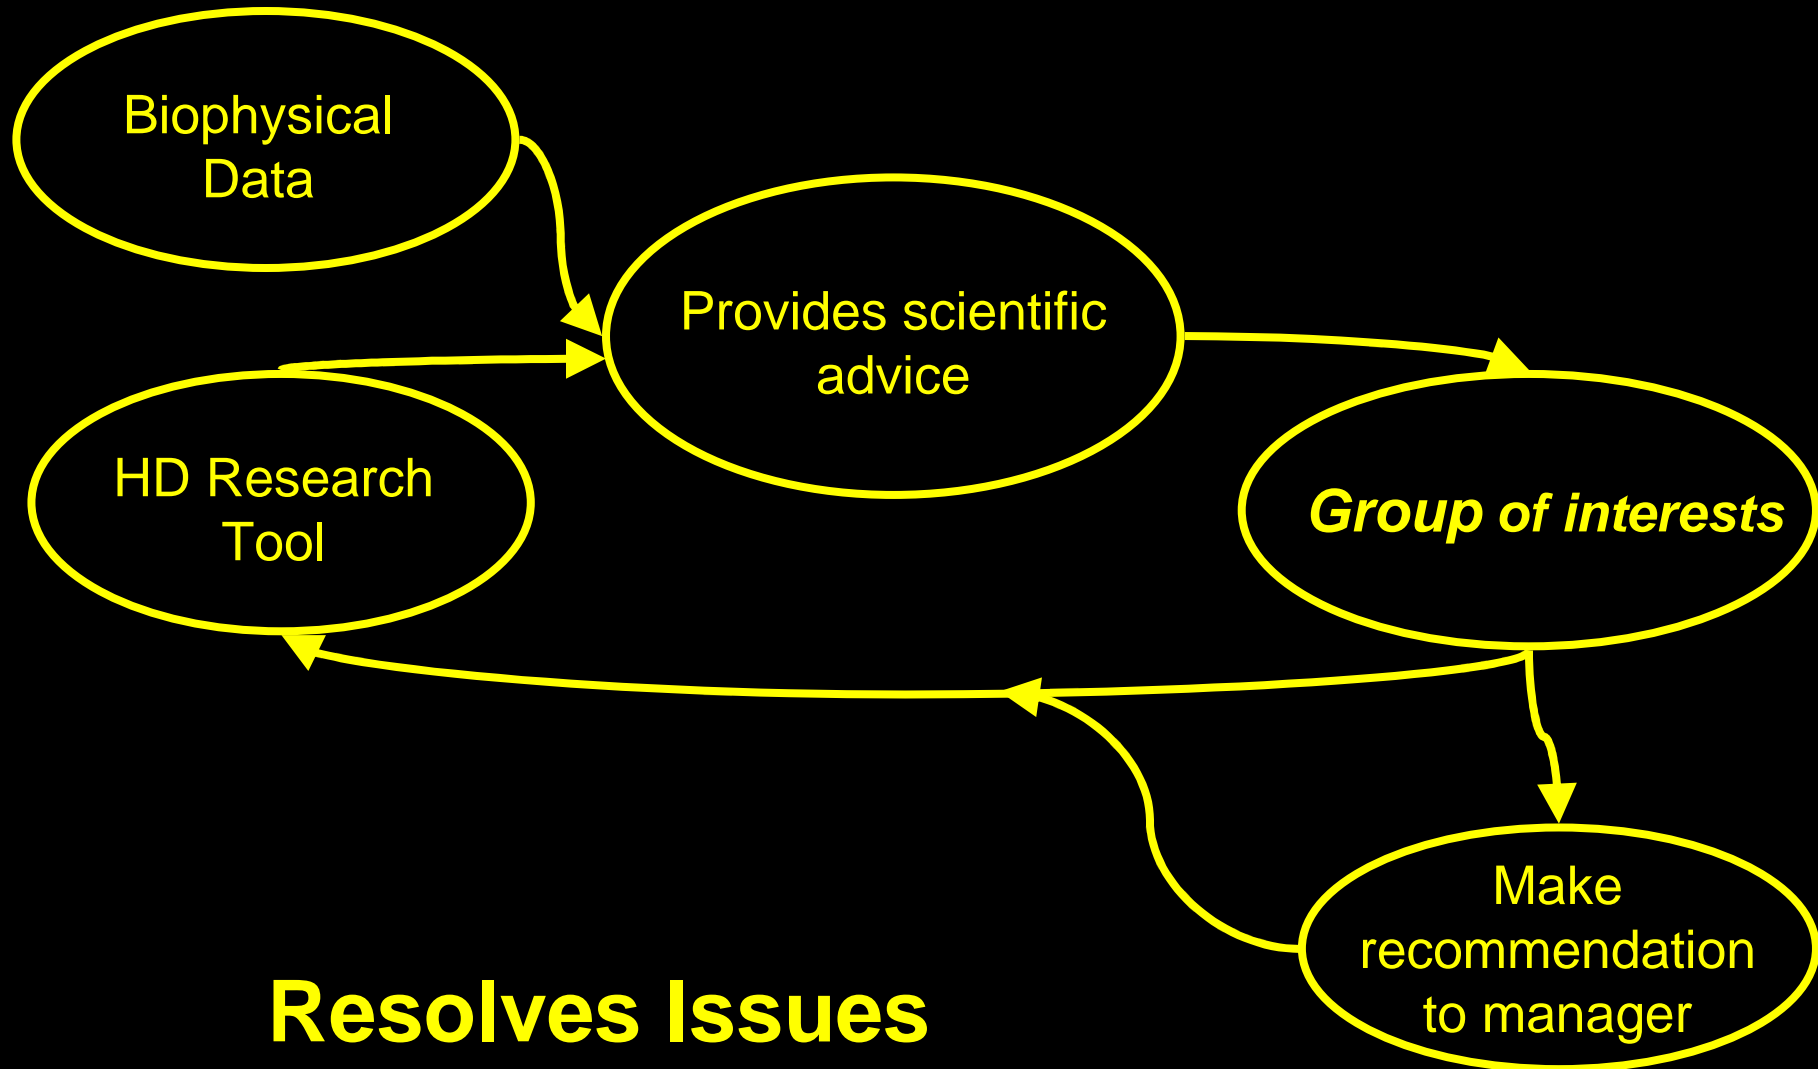 Biophysical
Data
Provides scientific
advice
HD Research
Tool
Group of interests
Make
recommendation
to manager
Resolves Issues